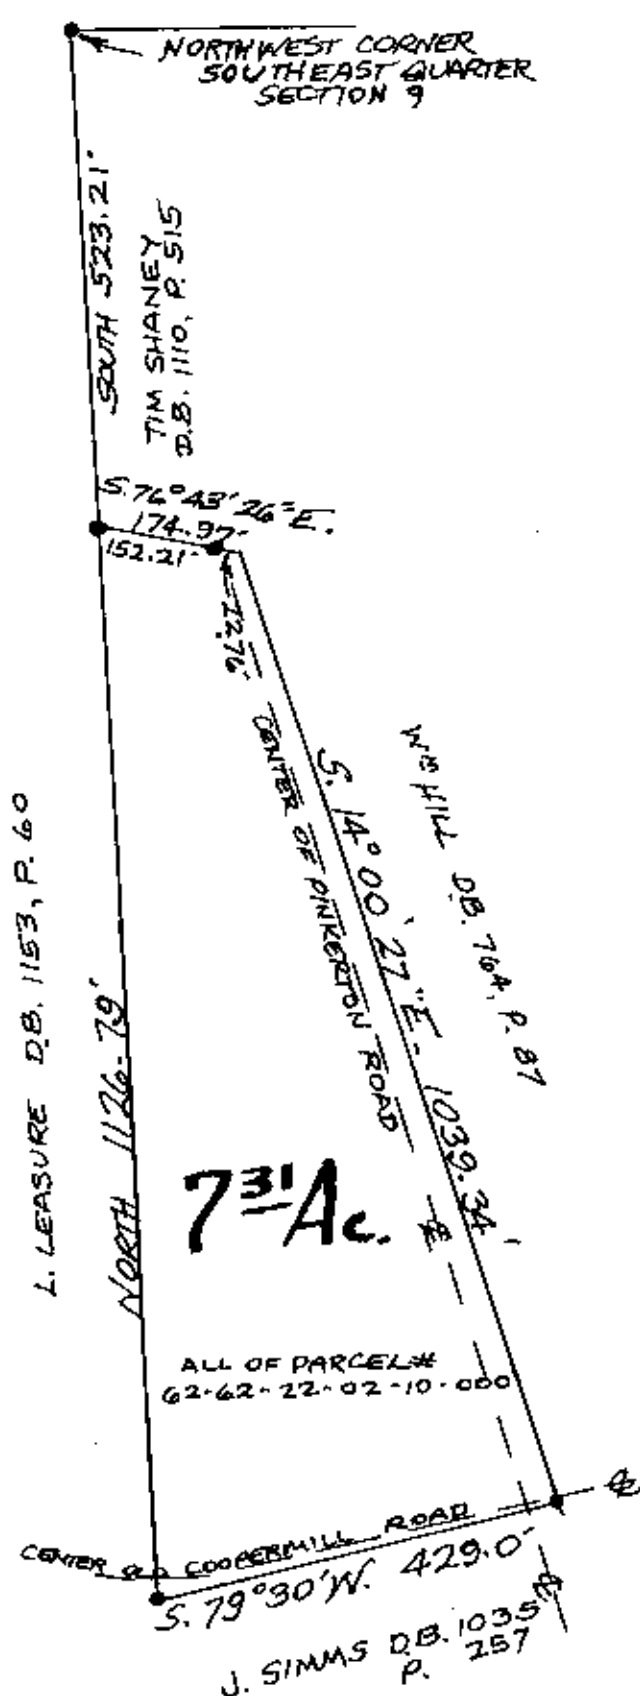 NORTHWEST CORNER
SOUTHEAST QUARTER
SECTION 9
SOUTH 523.21'
TIM SHANEY
D.B. 1110, P. 515
S. 76° 43' 26" E.
174.97'
152.21'
22.76'
CENTER OF PINKERTON ROAD
S. 14° 00' 27" E. 1039.34'
Wm HILL D.B. 764, P. 87
L. LEASURE D.B. 1153, P. 60
NORTH 1126.79'
7 31 Ac.
℄
ALL OF PARCEL #
62-62-22-02-10-000
CENTER COOPERMILL ROAD ℄
S. 79° 30' W. 429.0'
℄
J. SIMMS D.B. 1035
P. 257